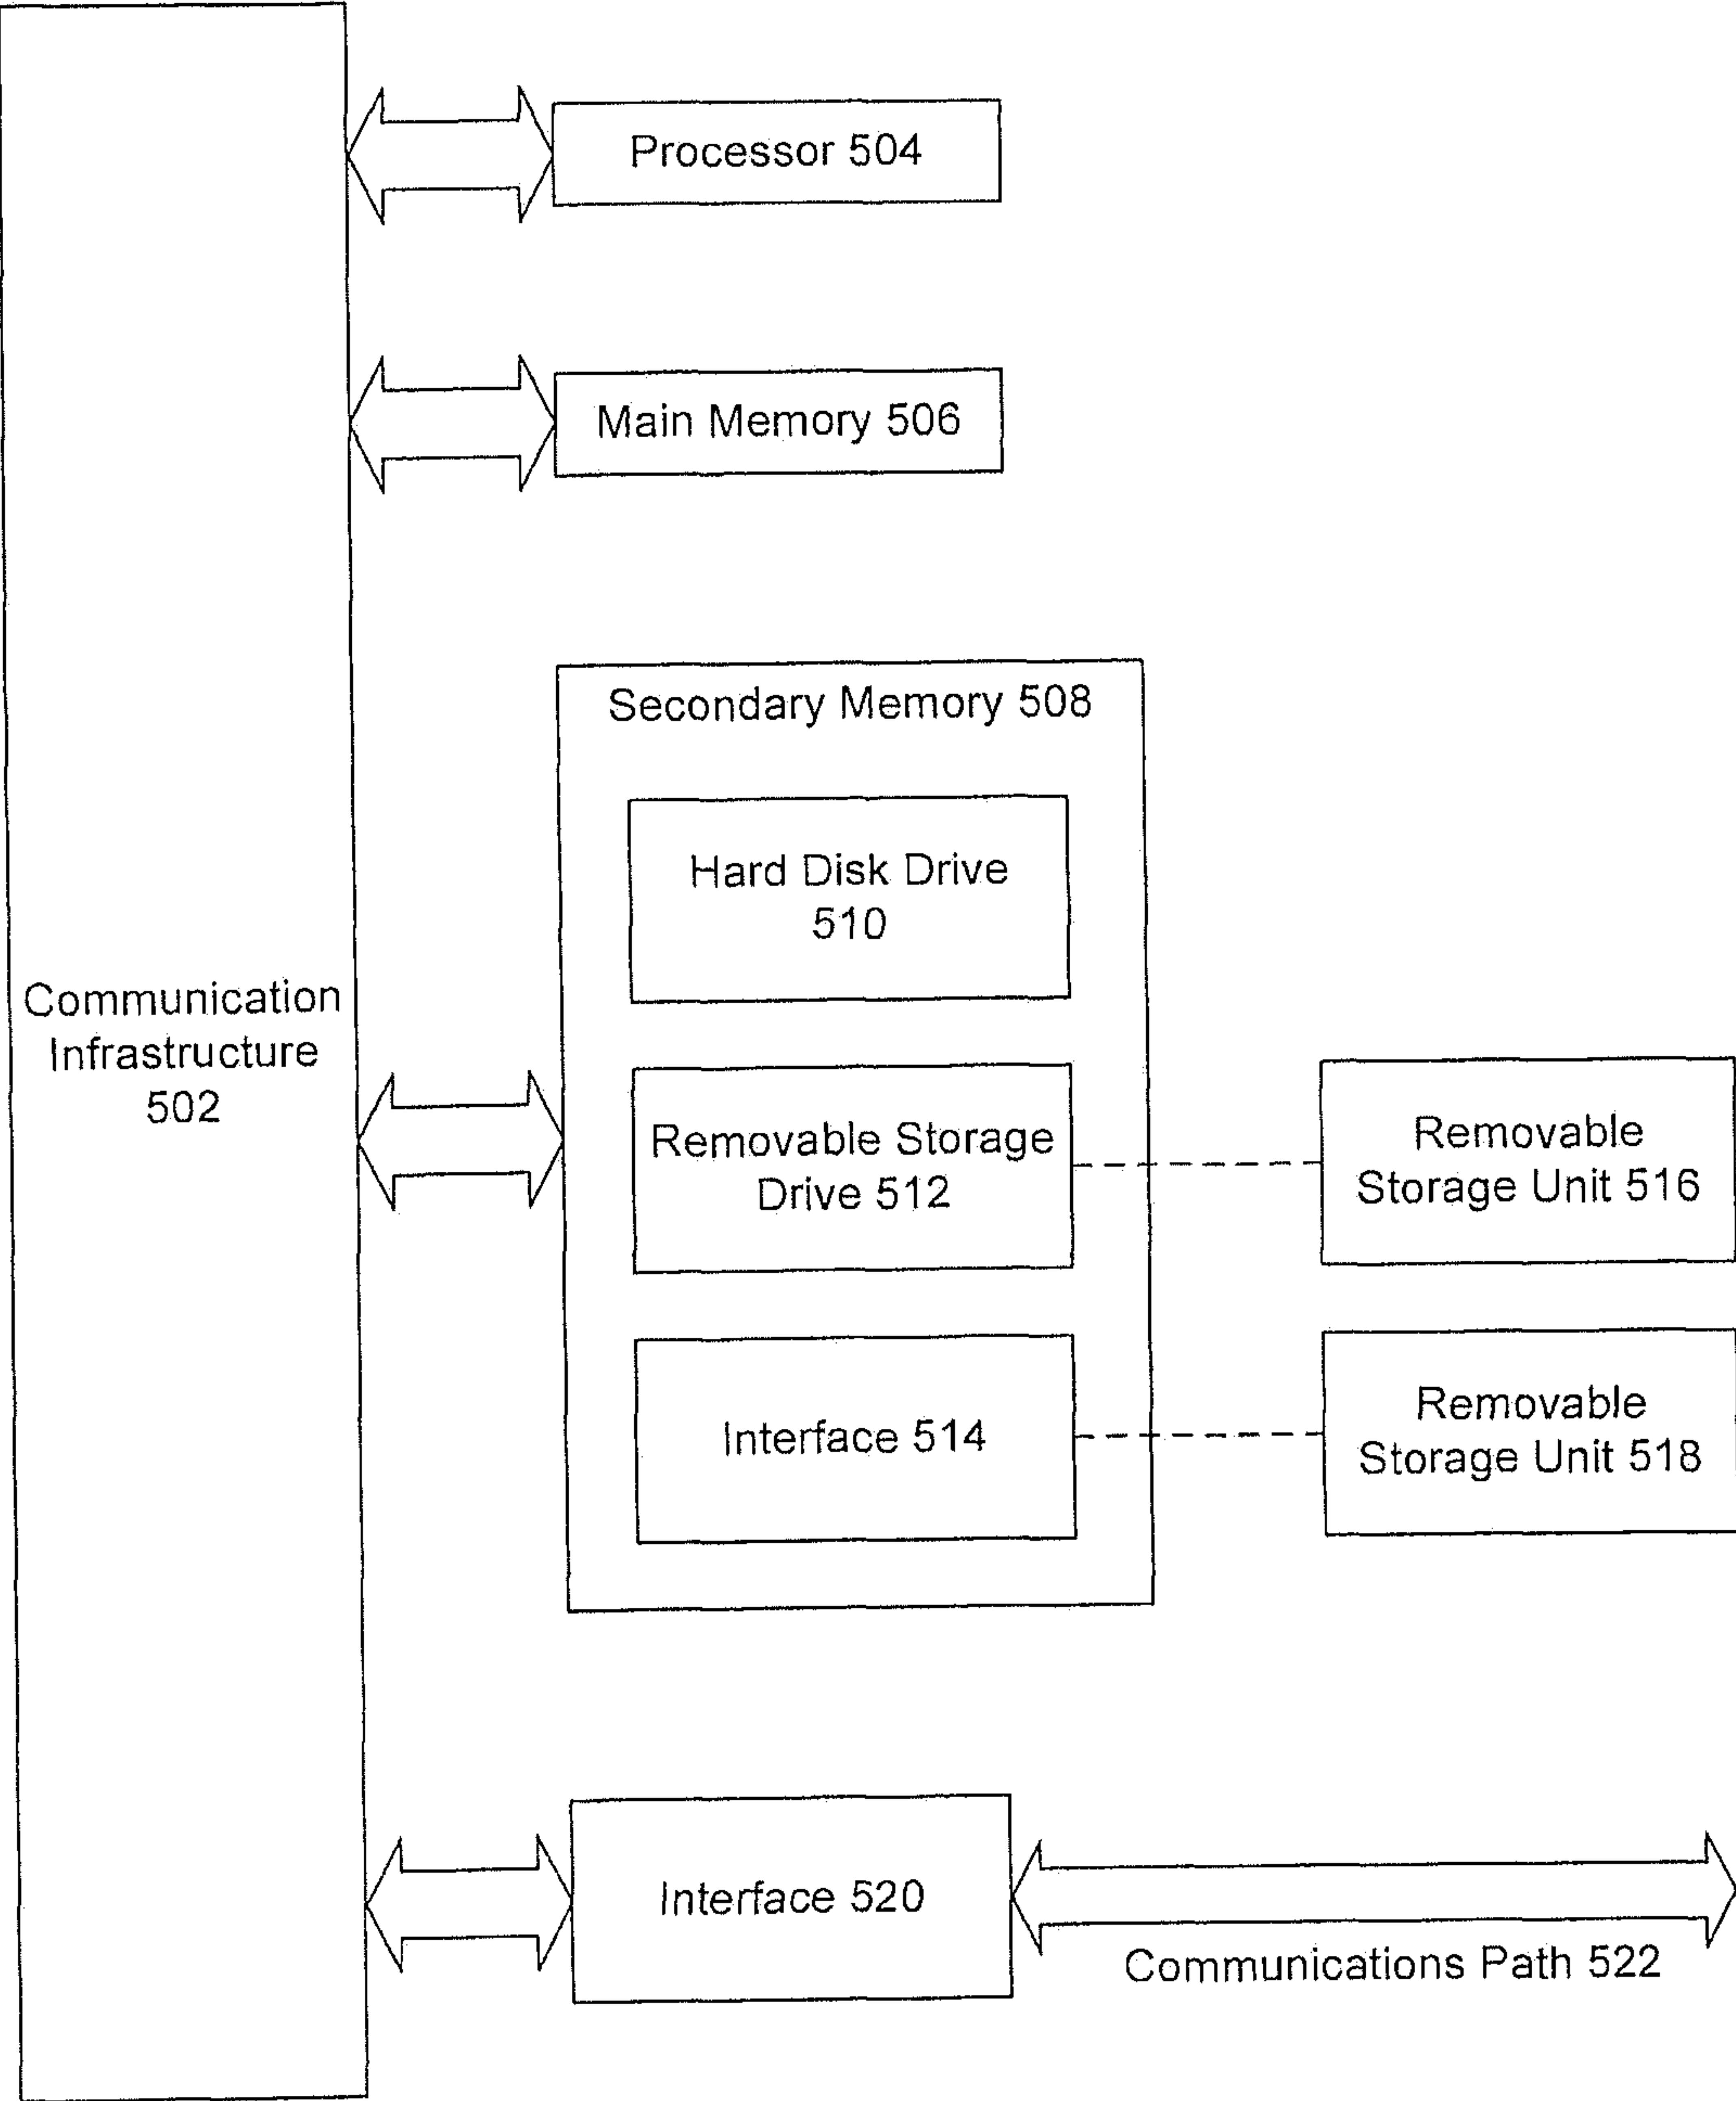 Processor 504
Main Memory 506
Secondary Memory 508
Hard Disk Drive
510
Communication
Infrastructure
502
Removable Storage
Drive 512
Removable
Storage Unit 516
Interface 514
Removable
Storage Unit 518
Interface 520
Communications Path 522